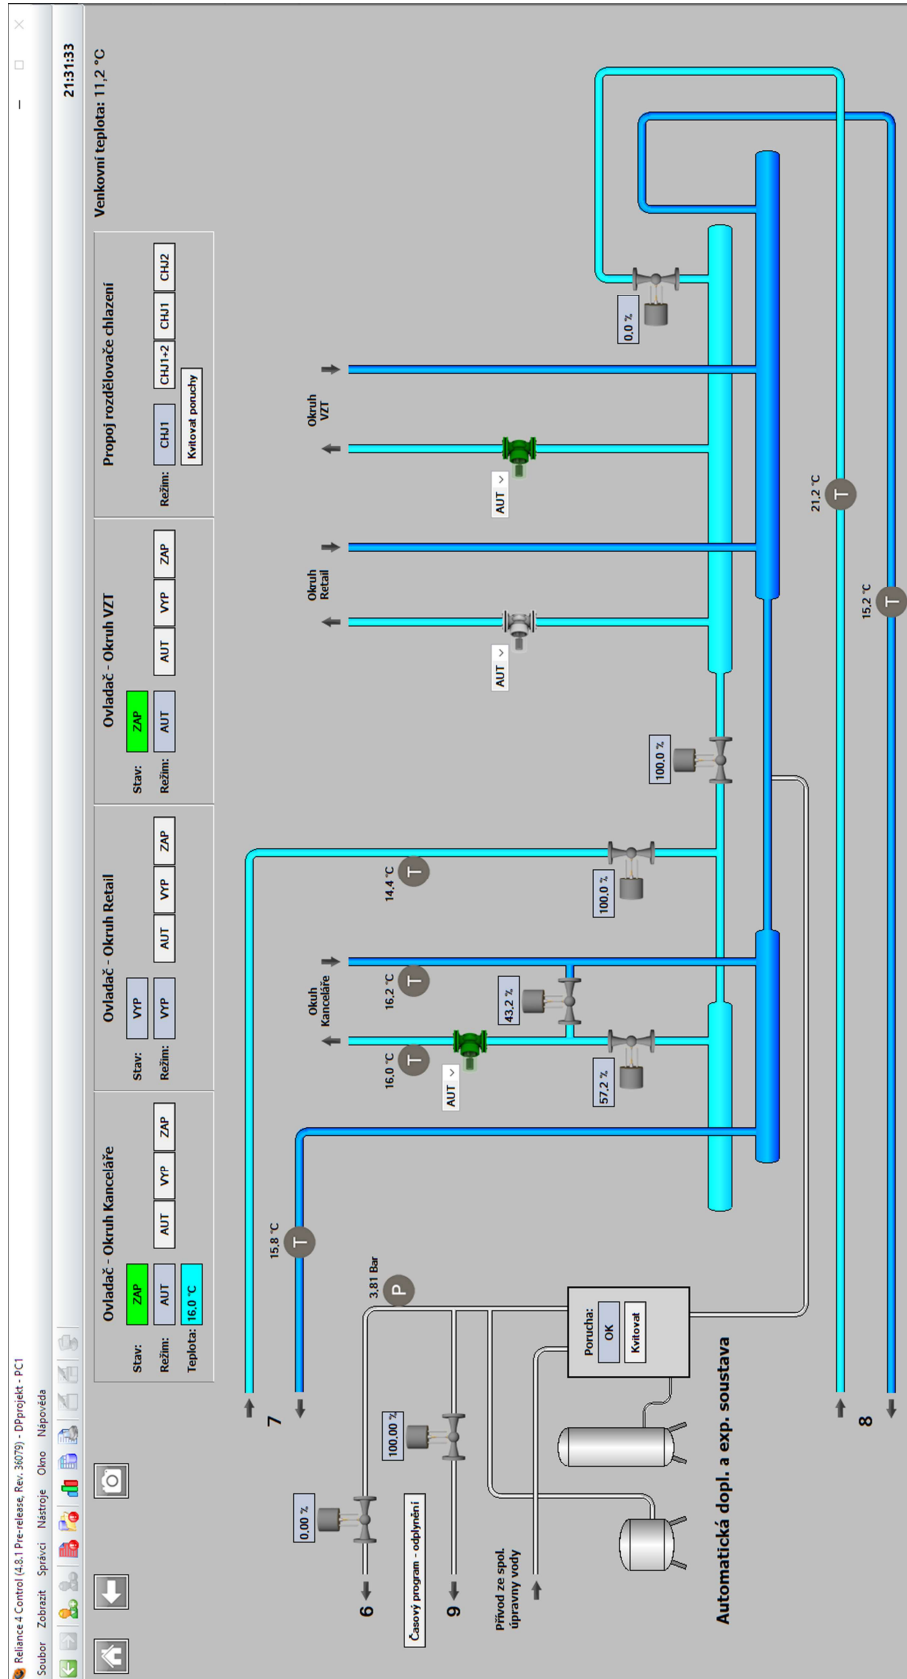 Reliance 4 Control (4.8.1 Pre-release, Rev. 36079) - DPprojekt - PC1
Soubor Zobrazit Správci Nástroje Okno Nápověda
21:31:33
Venkovní teplota: 11,2 °C
Ovladač - Okruh Kanceláře
Stav: ZAP
Režim: AUT AUT VYP ZAP
Teplota: 16,0 °C
Ovladač - Okruh Retail
Stav: VYP
Režim: VYP AUT VYP ZAP
Ovladač - Okruh VZT
Stav: ZAP
Režim: AUT AUT VYP ZAP
Propoj rozdělovače chlazení
Režim: CHJ1 CHJ1+2 CHJ1 CHJ2
Kvitovat poruchy
7
15,8 °C
T
Okuh
Kanceláře
16,0 °C
T
16,2 °C
T
14,4 °C
T
AUT
43,2 %
57,2 %
100,0 %
100,0 %
Okruh
Retail
AUT
Okruh
VZT
AUT
0,0 %
3,81 Bar
P
0,00 %
6
100,00 %
9
Časový program - odplynění
Přívod ze spol.
úpravny vody
Porucha:
OK
Kvitovat
Automatická dopl. a exp. soustava
21,2 °C
T
15,2 °C
T
8